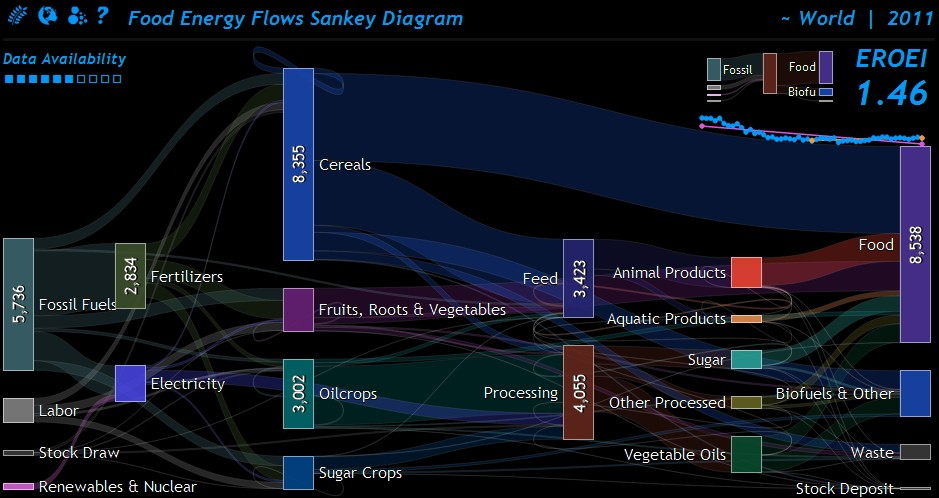 ? Food Energy Flows Sankey Diagram
~ World | 2011
Data Availability
EROEI
1.46
Fossil
Food
Biofu
8,355
Cereals
5,736
Fossil Fuels
2,834
Fertilizers
Feed
3,423
Animal Products
Food
8,538
Fruits, Roots & Vegetables
Aquatic Products
Electricity
3,002
Oilcrops
Processing
4,055
Sugar
Other Processed
Biofuels & Other
Labor
Stock Draw
Vegetable Oils
Waste
Sugar Crops
Renewables & Nuclear
Stock Deposit